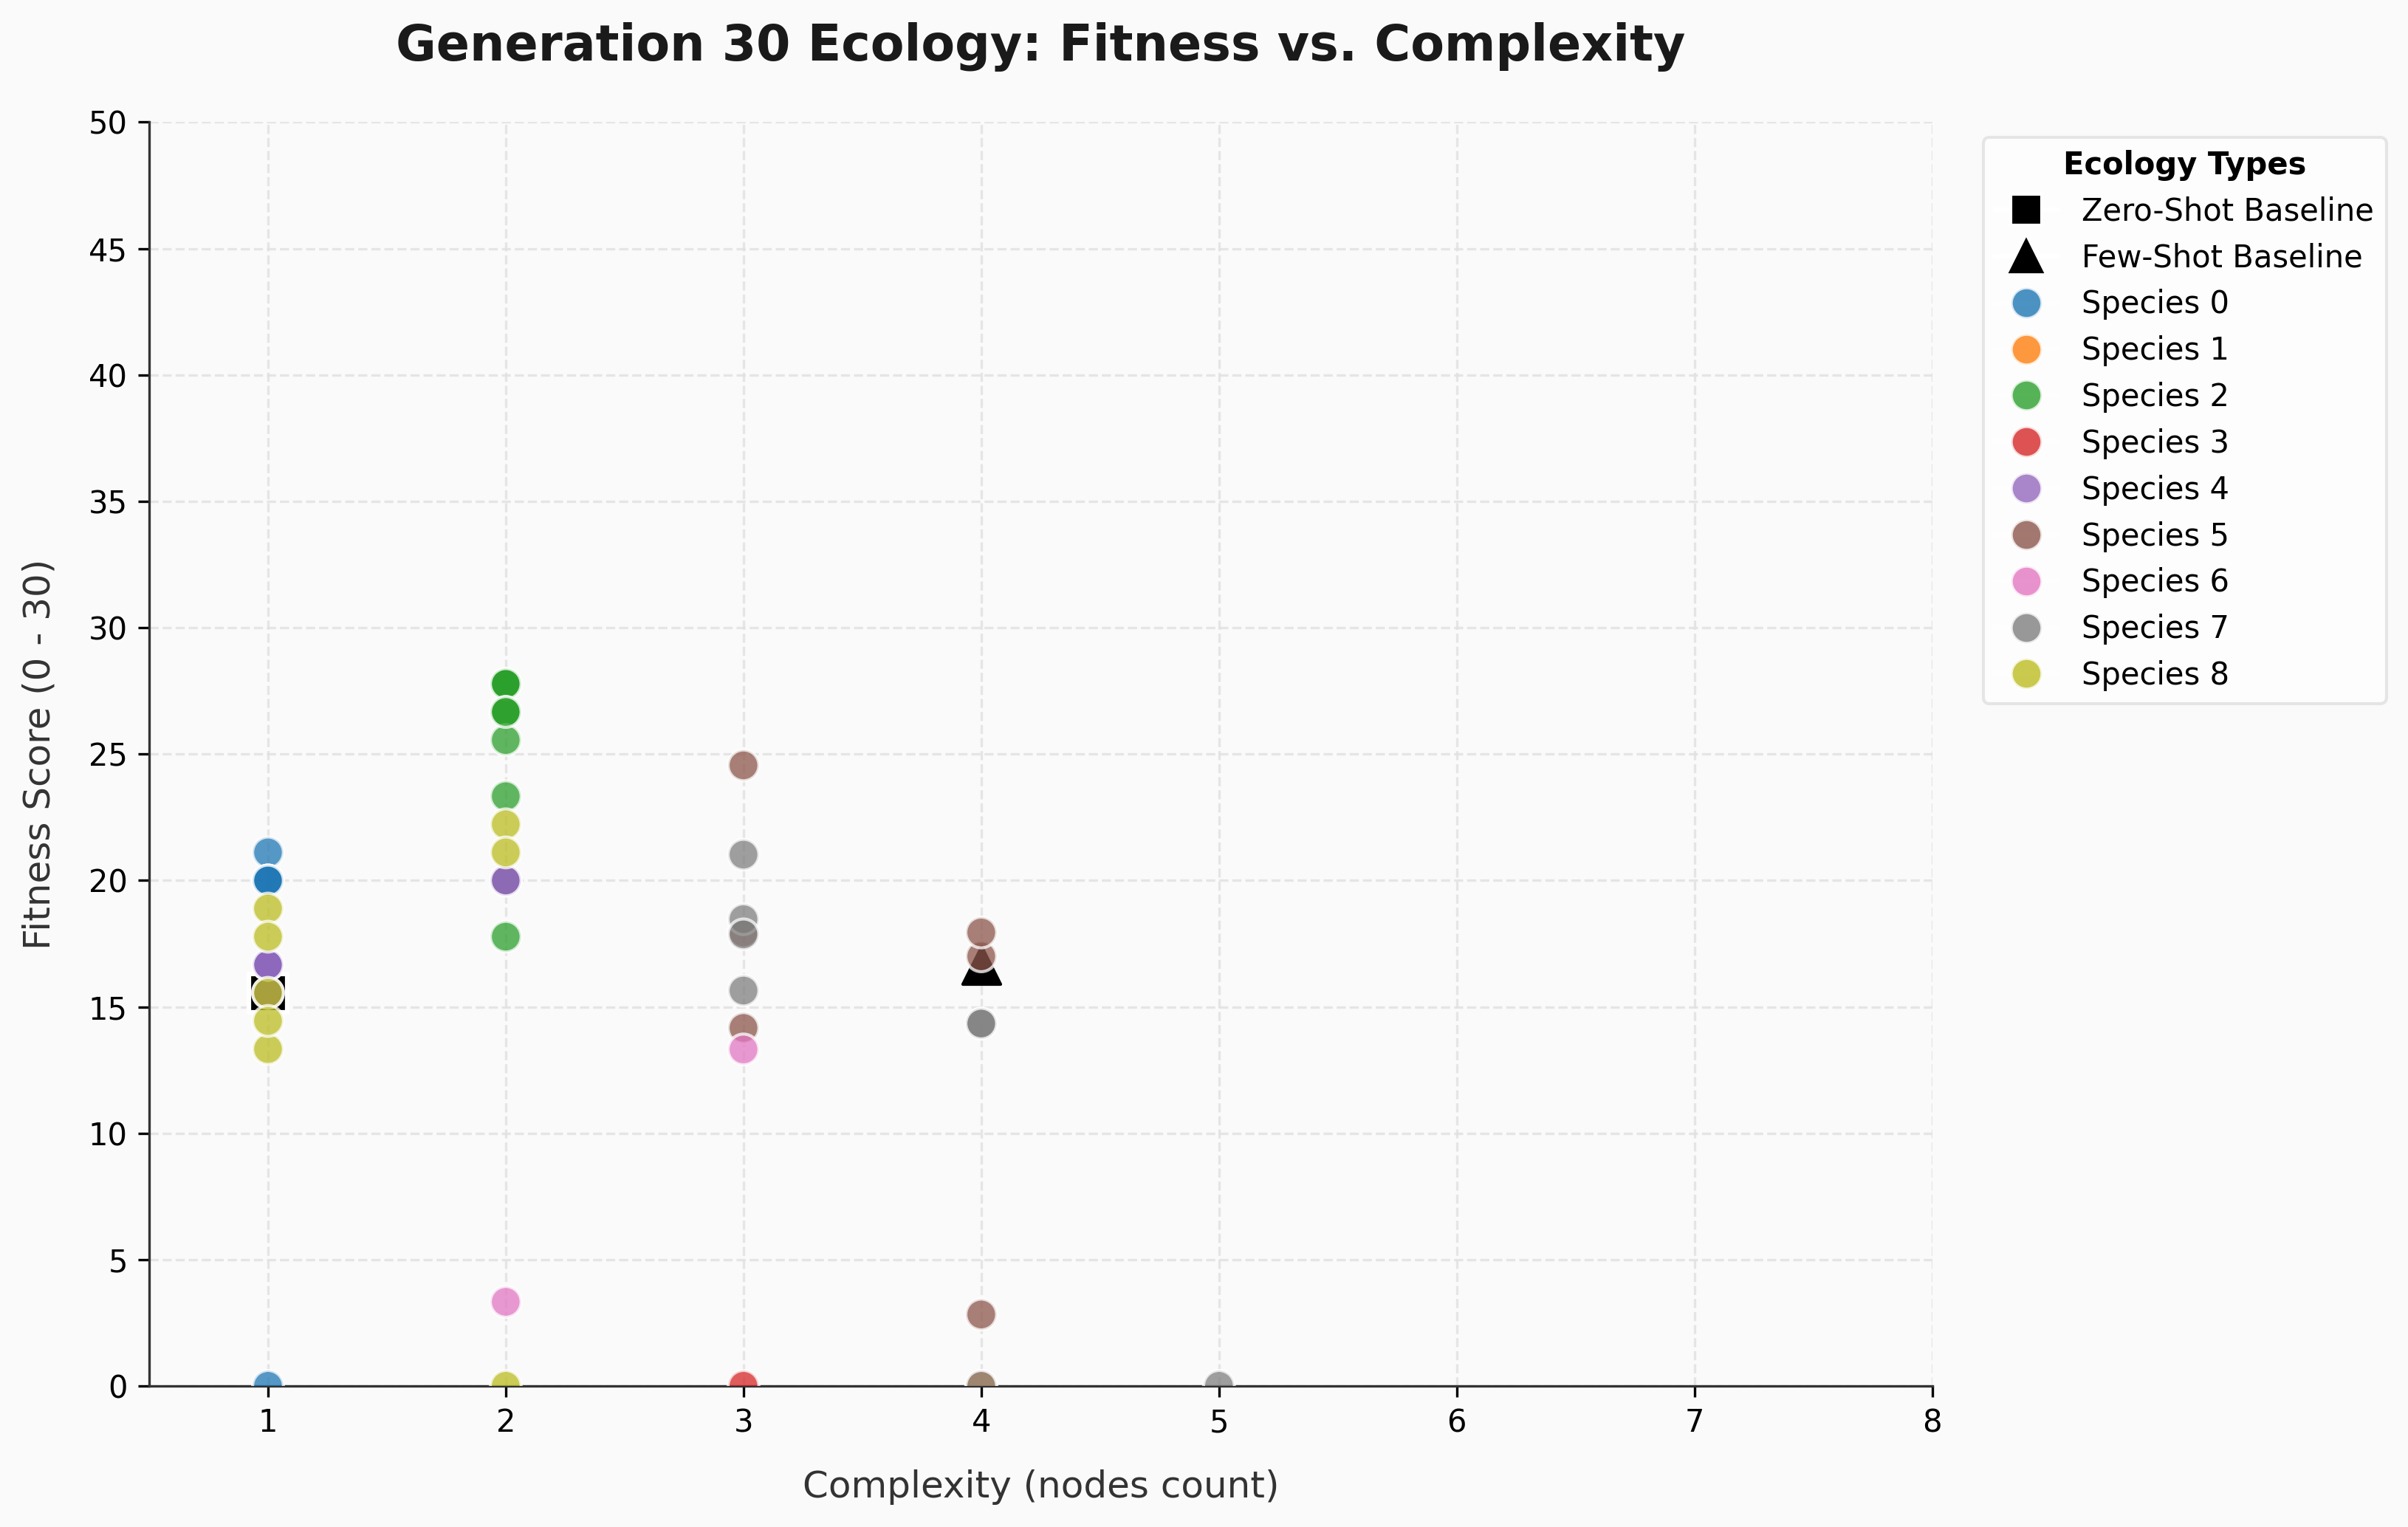 Generation 30 Ecology: Fitness vs. Complexity
50
45
40
35
30
25
20
15
10
5
0
Fitness Score (0 - 30)
1 2 3 4 5 6 7 8
Complexity (nodes count)
Ecology Types
Zero-Shot Baseline
Few-Shot Baseline
Species 0
Species 1
Species 2
Species 3
Species 4
Species 5
Species 6
Species 7
Species 8